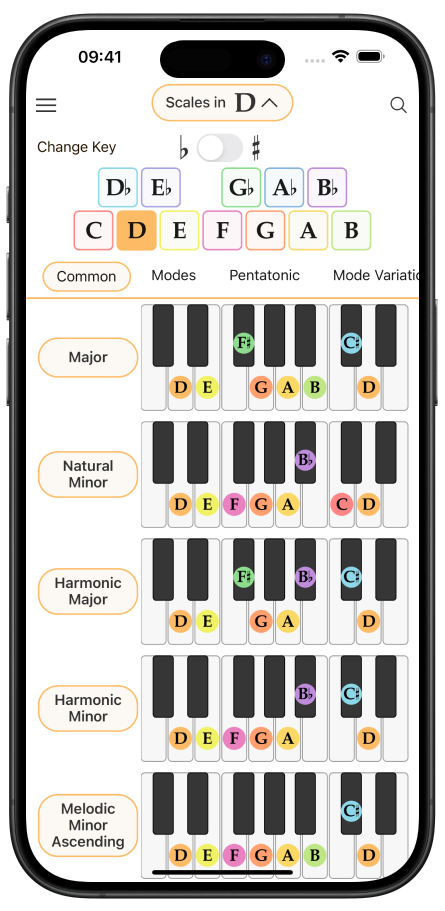 09:41
Scales in D
Change Key ♭ ♯
D♭ E♭ G♭ A♭ B♭
C D E F G A B
Common Modes Pentatonic Mode Variatio
F♯ C♯
Major
D E G A B D
B♭
Natural
Minor
D E F G A C D
F♯ B♭ C♯
Harmonic
Major
D E G A D
B♭ C♯
Harmonic
Minor
D E F G A D
C♯
Melodic
Minor
Ascending
D E F G A B D